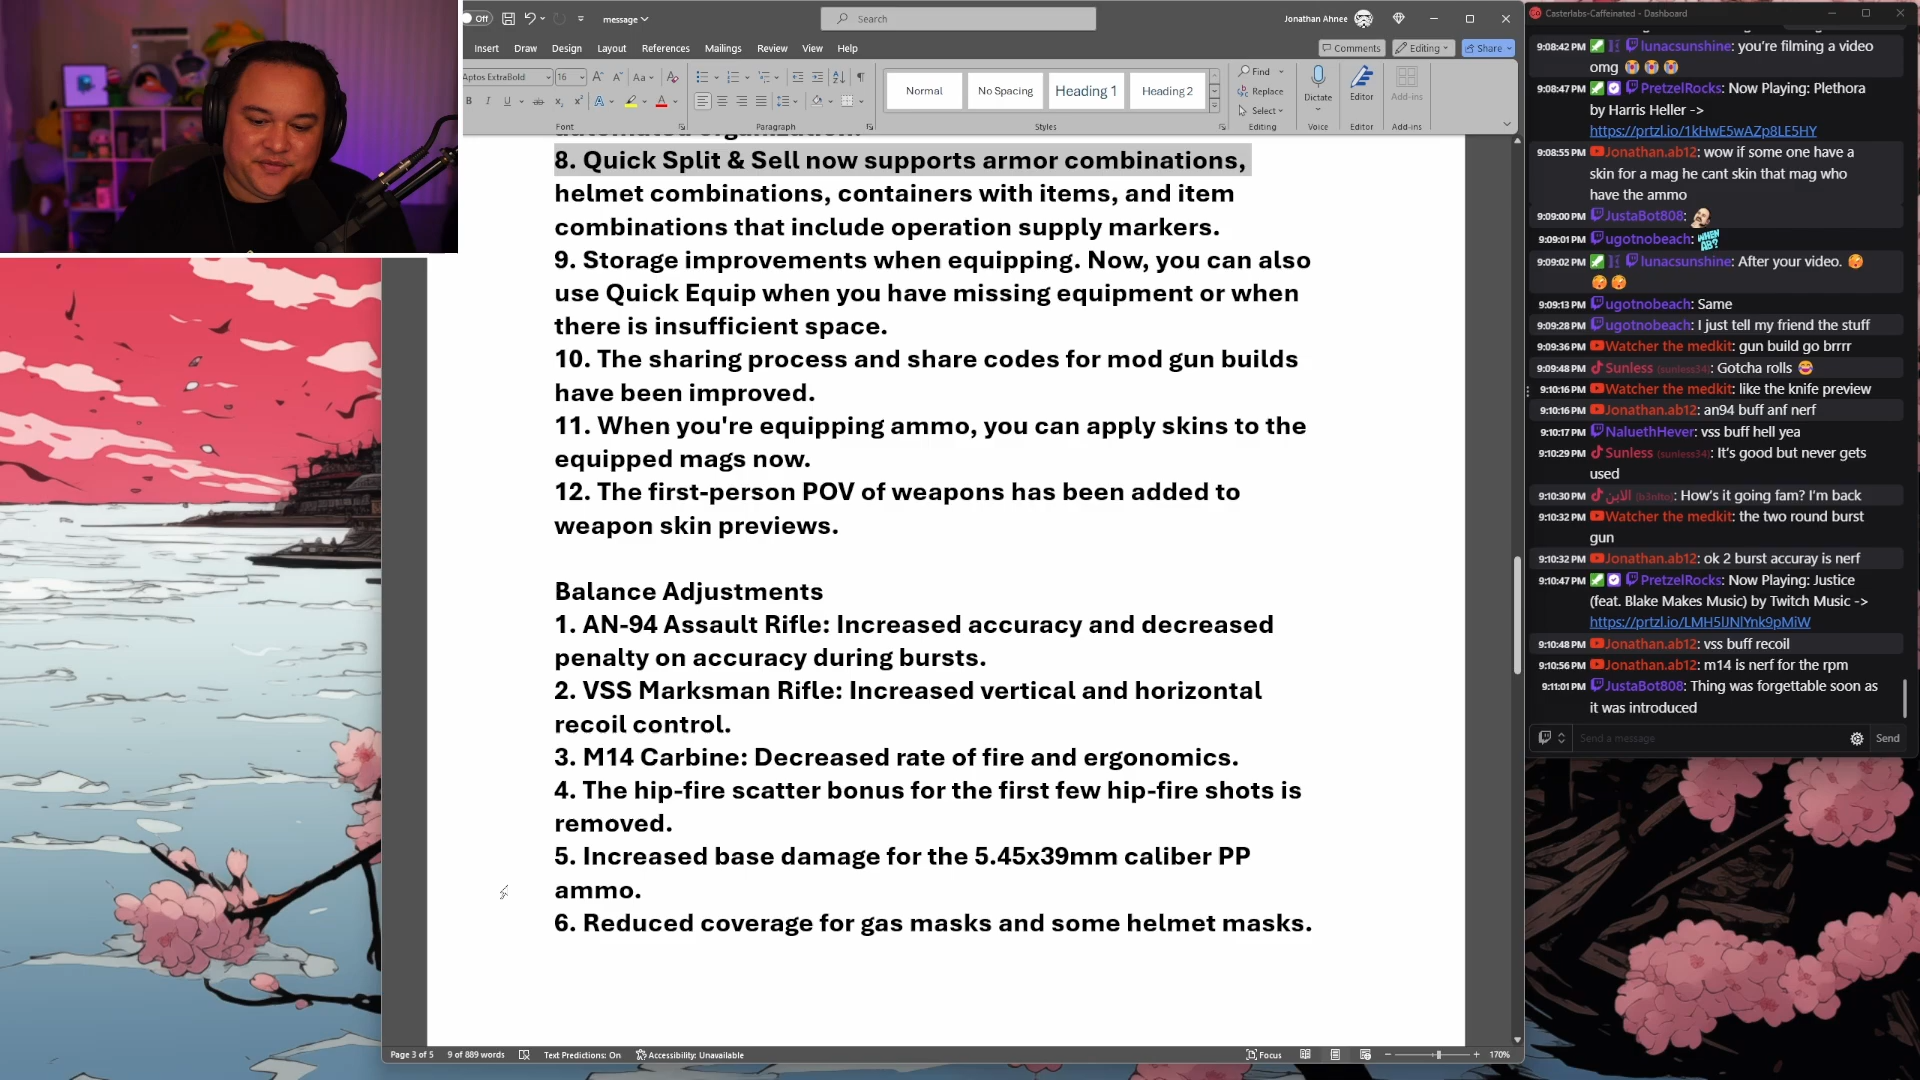 Off
message
Search
Jonathan Ahnee
Insert Draw Design Layout References Mailings Review View Help
Comments Editing Share
Aptos ExtraBold 16
Normal
No Spacing
Heading 1
Heading 2
Find
Replace
Select
Dictate
Editor
Add-ins
Font Paragraph Styles Editing Voice Editor Add-ins
8. Quick Split & Sell now supports armor combinations,
helmet combinations, containers with items, and item
combinations that include operation supply markers.
9. Storage improvements when equipping. Now, you can also
use Quick Equip when you have missing equipment or when
there is insufficient space.
10. The sharing process and share codes for mod gun builds
have been improved.
11. When you're equipping ammo, you can apply skins to the
equipped mags now.
12. The first-person POV of weapons has been added to
weapon skin previews.
Balance Adjustments
1. AN-94 Assault Rifle: Increased accuracy and decreased
penalty on accuracy during bursts.
2. VSS Marksman Rifle: Increased vertical and horizontal
recoil control.
3. M14 Carbine: Decreased rate of fire and ergonomics.
4. The hip-fire scatter bonus for the first few hip-fire shots is
removed.
5. Increased base damage for the 5.45x39mm caliber PP
ammo.
6. Reduced coverage for gas masks and some helmet masks.
Page 3 of 5 9 of 889 words Text Predictions: On Accessibility: Unavailable Focus 170%
Casterlabs-Caffeinated - Dashboard
9:08:42 PM lunacsunshine: you're filming a video
omg
9:08:47 PM PretzelRocks: Now Playing: Plethora
by Harris Heller ->
https://prtzl.io/1kHwE5wAZp8LE5HY
9:08:55 PM Jonathan.ab12: wow if some one have a
skin for a mag he cant skin that mag who
have the ammo
9:09:00 PM JustaBot808:
9:09:01 PM ugotnobeach: WHEN AB?
9:09:02 PM lunacsunshine: After your video.
9:09:13 PM ugotnobeach: Same
9:09:28 PM ugotnobeach: I just tell my friend the stuff
9:09:36 PM Watcher the medkit: gun build go brrrr
9:09:48 PM Sunless (sunless34): Gotcha rolls
9:10:16 PM Watcher the medkit: like the knife preview
9:10:16 PM Jonathan.ab12: an94 buff anf nerf
9:10:17 PM NaluethHever: vss buff hell yea
9:10:29 PM Sunless (sunless34): It's good but never gets
used
9:10:30 PM : How's it going fam? I'm back
9:10:32 PM Watcher the medkit: the two round burst
gun
9:10:32 PM Jonathan.ab12: ok 2 burst accuray is nerf
9:10:47 PM PretzelRocks: Now Playing: Justice
(feat. Blake Makes Music) by Twitch Music ->
https://prtzl.io/LMH5lJNlYnk9pMiW
9:10:48 PM Jonathan.ab12: vss buff recoil
9:10:56 PM Jonathan.ab12: m14 is nerf for the rpm
9:11:01 PM JustaBot808: Thing was forgettable soon as
it was introduced
Send a message
Send